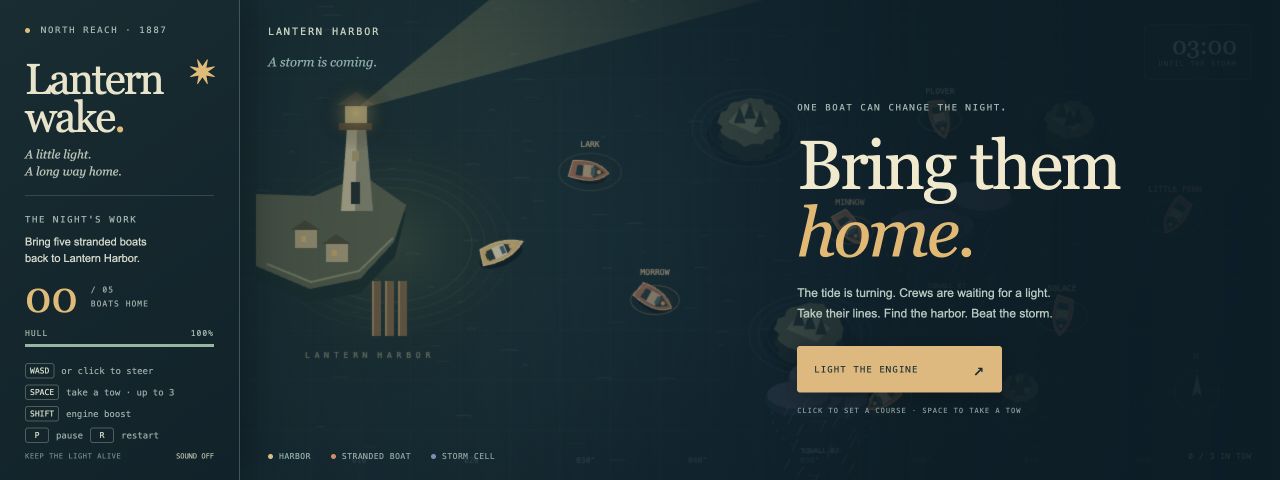 NORTH REACH · 1887
Lantern
wake.
A little light.
A long way home.
THE NIGHT'S WORK
Bring five stranded boats
back to Lantern Harbor.
00
/ 05
BOATS HOME
HULL
100%
WASD or click to steer
SPACE take a tow · up to 3
SHIFT engine boost
P pause R restart
KEEP THE LIGHT ALIVE
SOUND OFF
LANTERN HARBOR
A storm is coming.
LARK
MORROW
LANTERN HARBOR
HARBOR
STRANDED BOAT
STORM CELL
03:00
UNTIL THE STORM
PLOVER
ONE BOAT CAN CHANGE THE NIGHT.
Bring them
home.
MINNOW
LITTLE FERN
SOLACE
The tide is turning. Crews are waiting for a light.
Take their lines. Find the harbor. Beat the storm.
LIGHT THE ENGINE ↗
CLICK TO SET A COURSE · SPACE TO TAKE A TOW
N
0 / 3 IN TOW